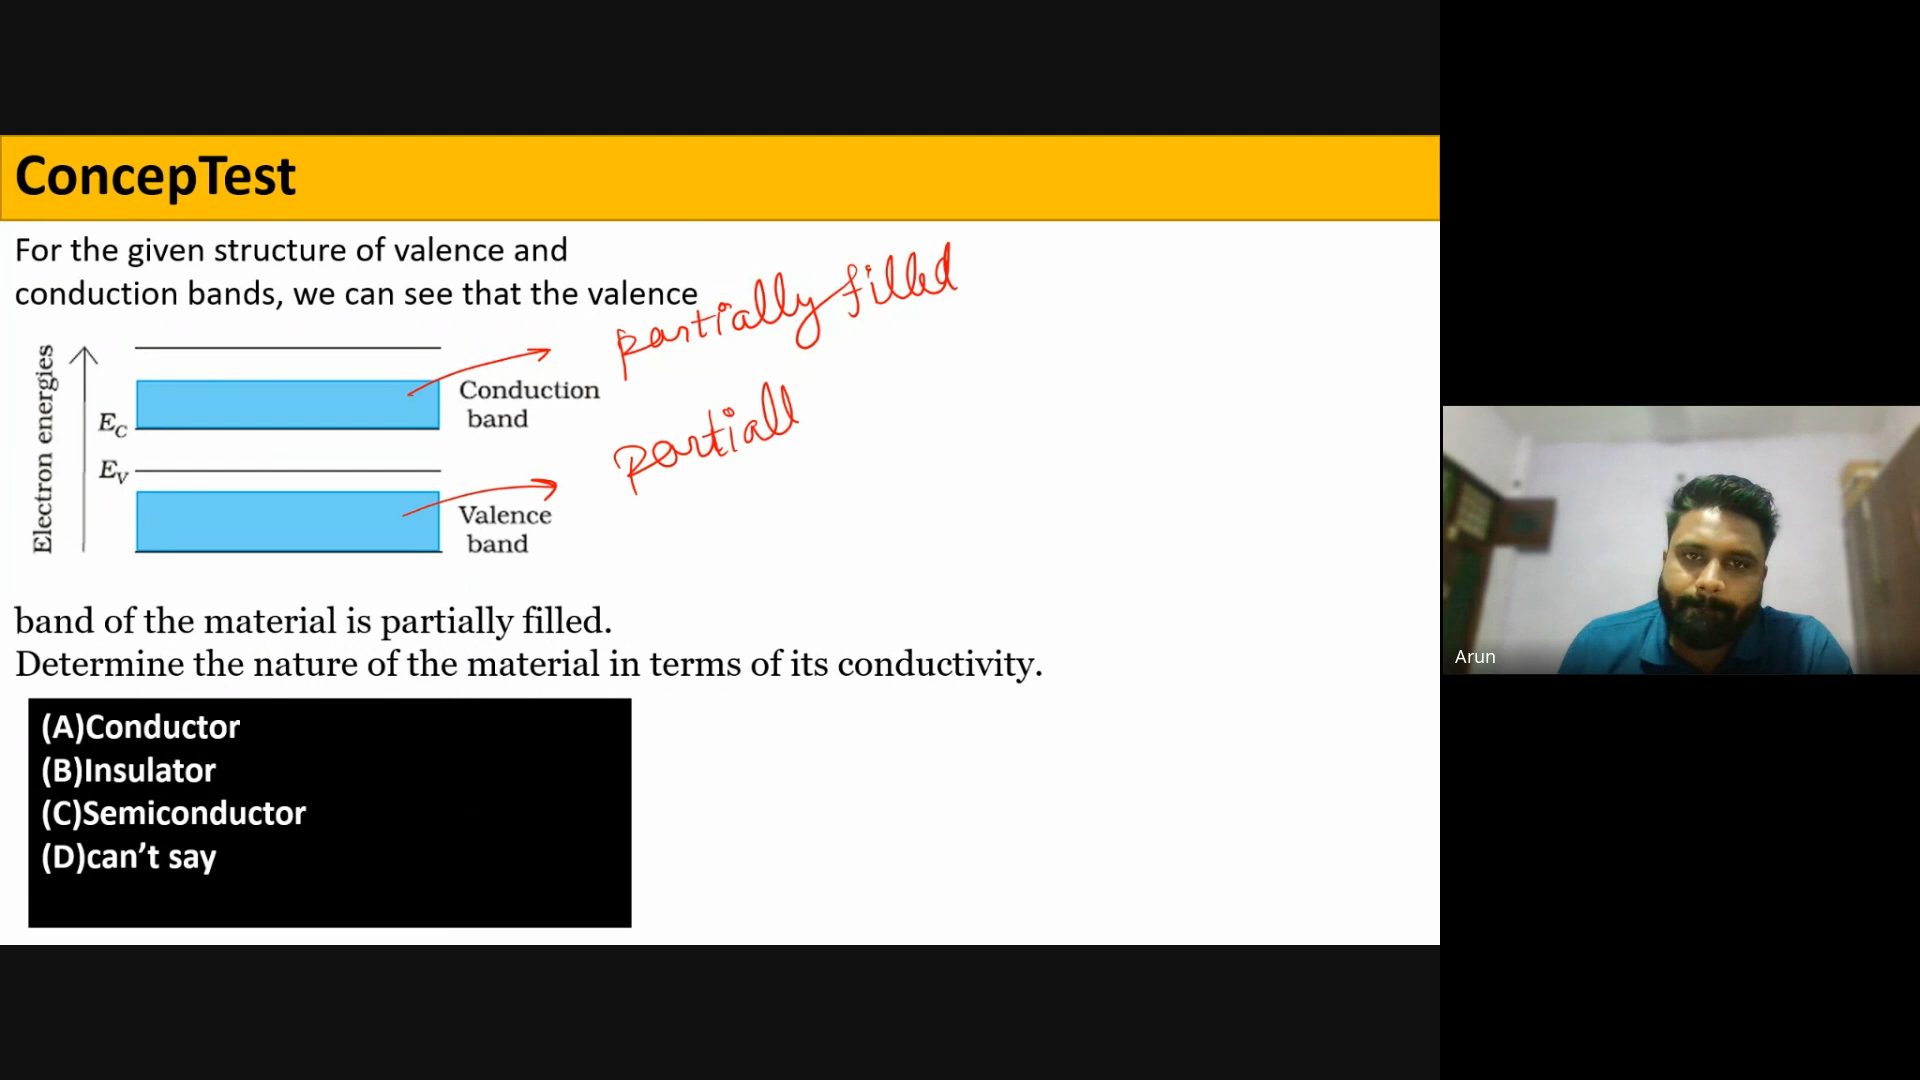 ConcepTest
For the given structure of valence and
conduction bands, we can see that the valence
partially filled
Electron energies
Conduction
band
E_C
partiall
E_V
Valence
band
band of the material is partially filled.
Determine the nature of the material in terms of its conductivity.
(A)Conductor
(B)Insulator
(C)Semiconductor
(D)can’t say
Arun